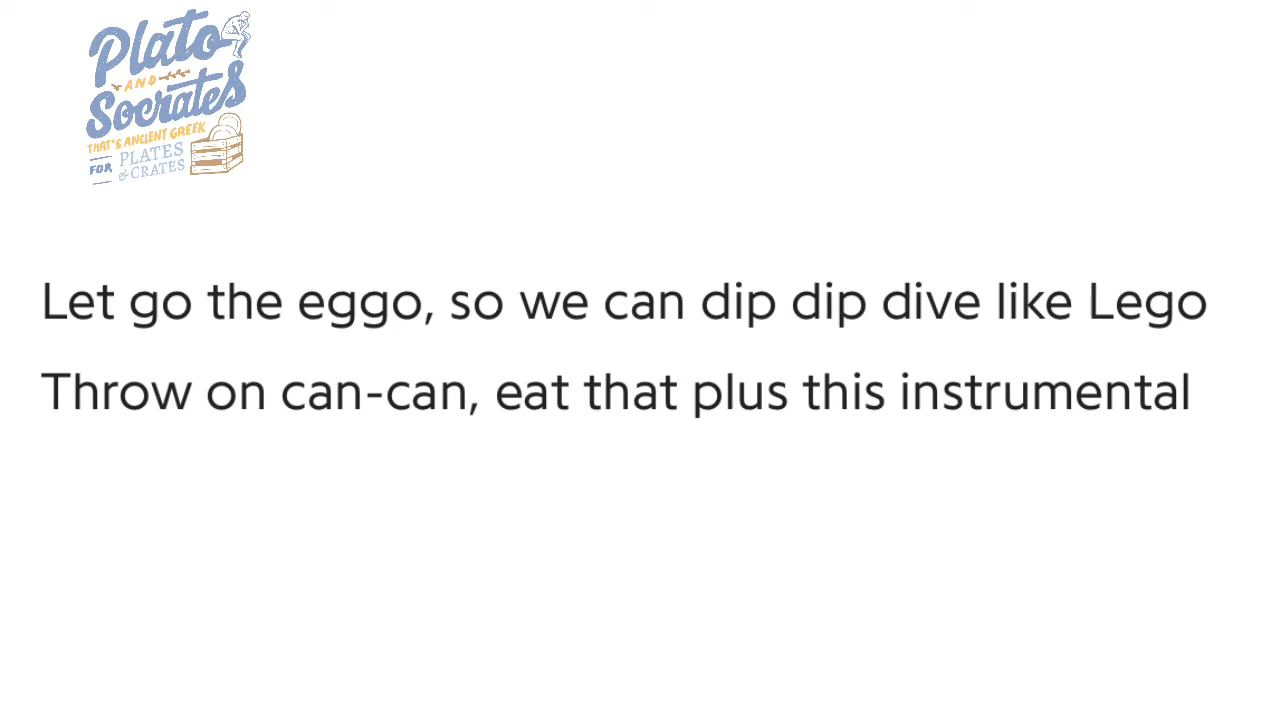 Plato
AND
Socrates
THAT'S ANCIENT GREEK
FOR PLATES
& CRATES
Let go the eggo, so we can dip dip dive like Lego
Throw on can-can, eat that plus this instrumental